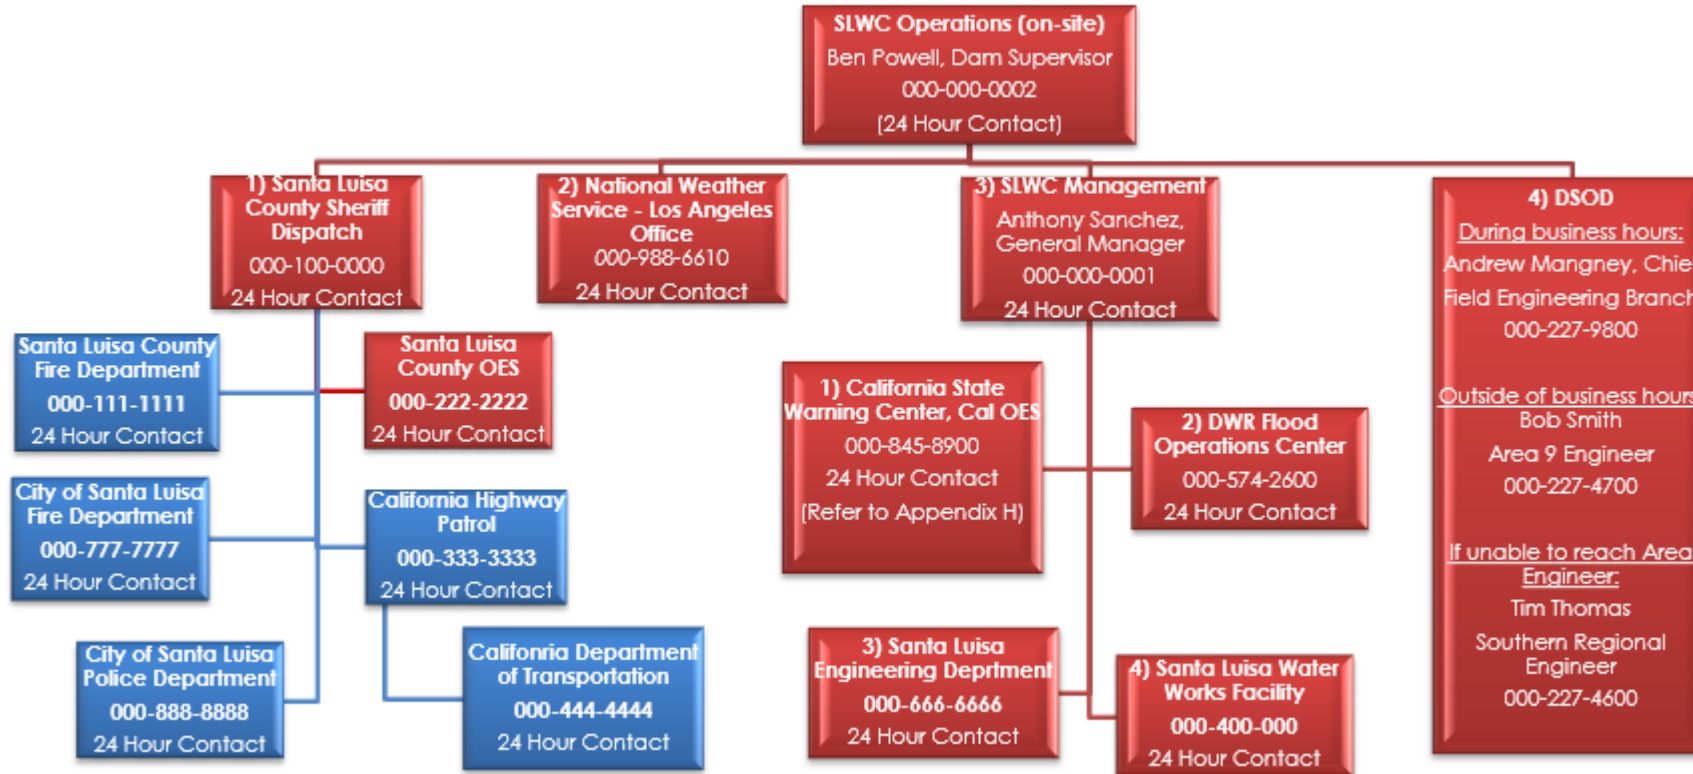 SLWC Operations (on-site)
Ben Powell, Dam Supervisor
000-000-0002
(24 Hour Contact)
1) Santa Luisa
County Sheriff
Dispatch
000-100-0000
24 Hour Contact
2) National Weather
Service - Los Angeles
Office
000-988-6610
24 Hour Contact
3) SLWC Management
Anthony Sanchez,
General Manager
000-000-0001
24 Hour Contact
4) DSOD
During business hours:
Andrew Mangney, Chie
Field Engineering Branch
000-227-9800
Outside of business hours
Bob Smith
Area 9 Engineer
000-227-4700
If unable to reach Area
Engineer:
Tim Thomas
Southern Regional
Engineer
000-227-4600
Santa Luisa County
Fire Department
000-111-1111
24 Hour Contact
Santa Luisa
County OES
000-222-2222
24 Hour Contact
City of Santa Luisa
Fire Department
000-777-7777
24 Hour Contact
California Highway
Patrol
000-333-3333
24 Hour Contact
City of Santa Luisa
Police Department
000-888-8888
24 Hour Contact
Califonria Department
of Transportation
000-444-4444
24 Hour Contact
1) California State
Warning Center, Cal OES
000-845-8900
24 Hour Contact
(Refer to Appendix H)
2) DWR Flood
Operations Center
000-574-2600
24 Hour Contact
3) Santa Luisa
Engineering Deprtment
000-666-6666
24 Hour Contact
4) Santa Luisa Water
Works Facility
000-400-000
24 Hour Contact